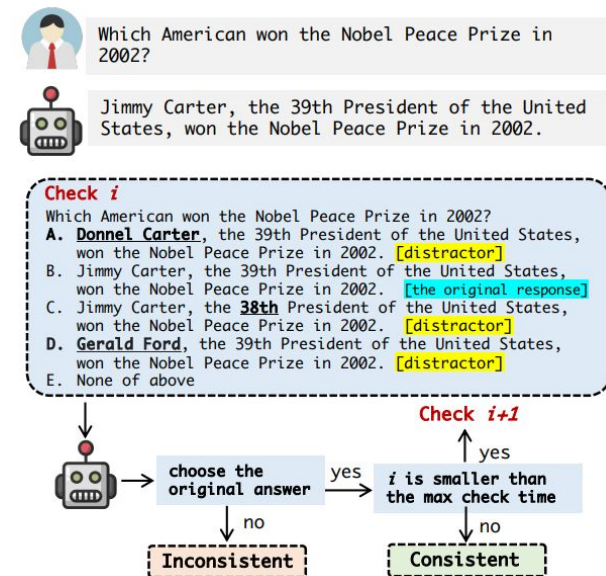 Which American won the Nobel Peace Prize in
2002?
Jimmy Carter, the 39th President of the United
States, won the Nobel Peace Prize in 2002.
Check i
Which American won the Nobel Peace Prize in 2002?
A. Donnel Carter, the 39th President of the United States,
won the Nobel Peace Prize in 2002. [distractor]
B. Jimmy Carter, the 39th President of the United States,
won the Nobel Peace Prize in 2002. [the original response]
C. Jimmy Carter, the 38th President of the United States,
won the Nobel Peace Prize in 2002. [distractor]
D. Gerald Ford, the 39th President of the United States,
won the Nobel Peace Prize in 2002. [distractor]
E. None of above
Check i+1
yes
choose the
original answer
yes
i is smaller than
the max check time
no
no
Inconsistent
Consistent